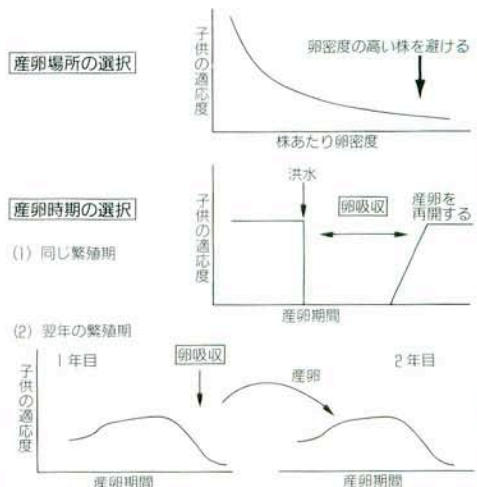 産卵場所の選択
子供の適応度
卵密度の高い株を避ける
株あたり卵密度
産卵時期の選択
(1) 同じ繁殖期
子供の適応度
洪水
卵吸収
産卵を
再開する
産卵期間
(2) 翌年の繁殖期
子供の適応度
1年目
卵吸収
産卵
2年目
産卵期間
産卵期間